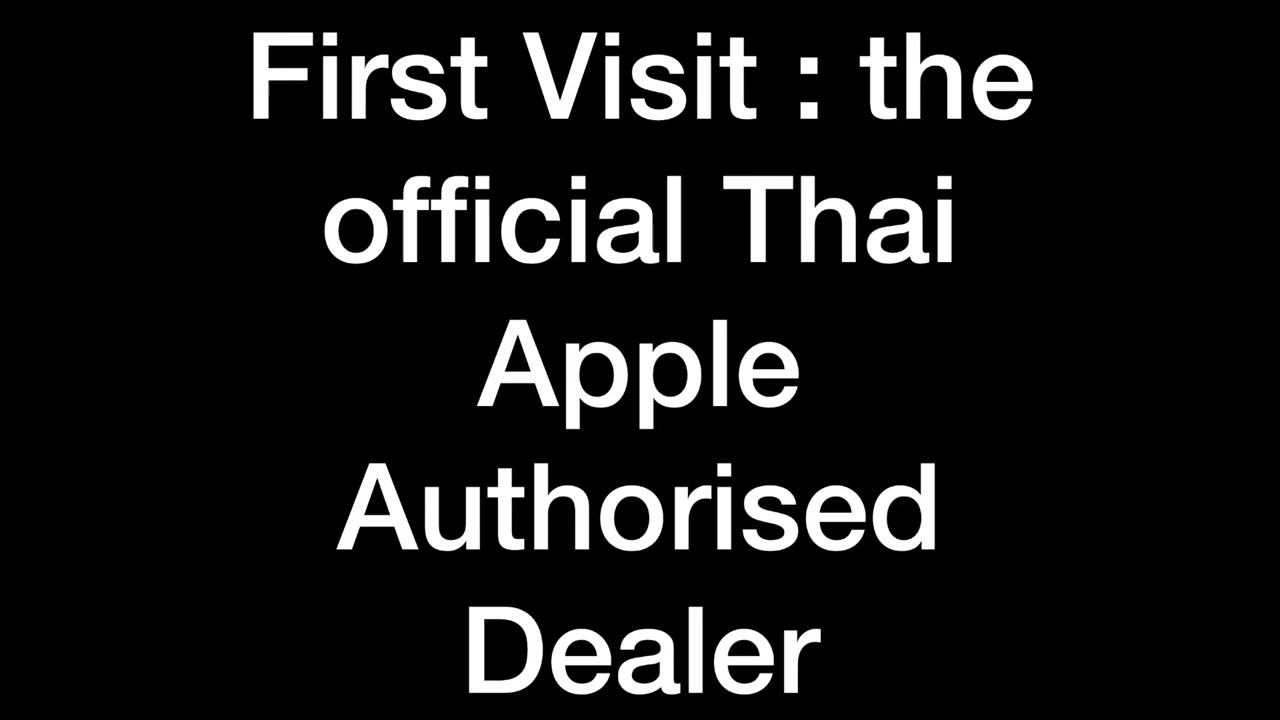 First Visit : the
official Thai
Apple
Authorised
Dealer